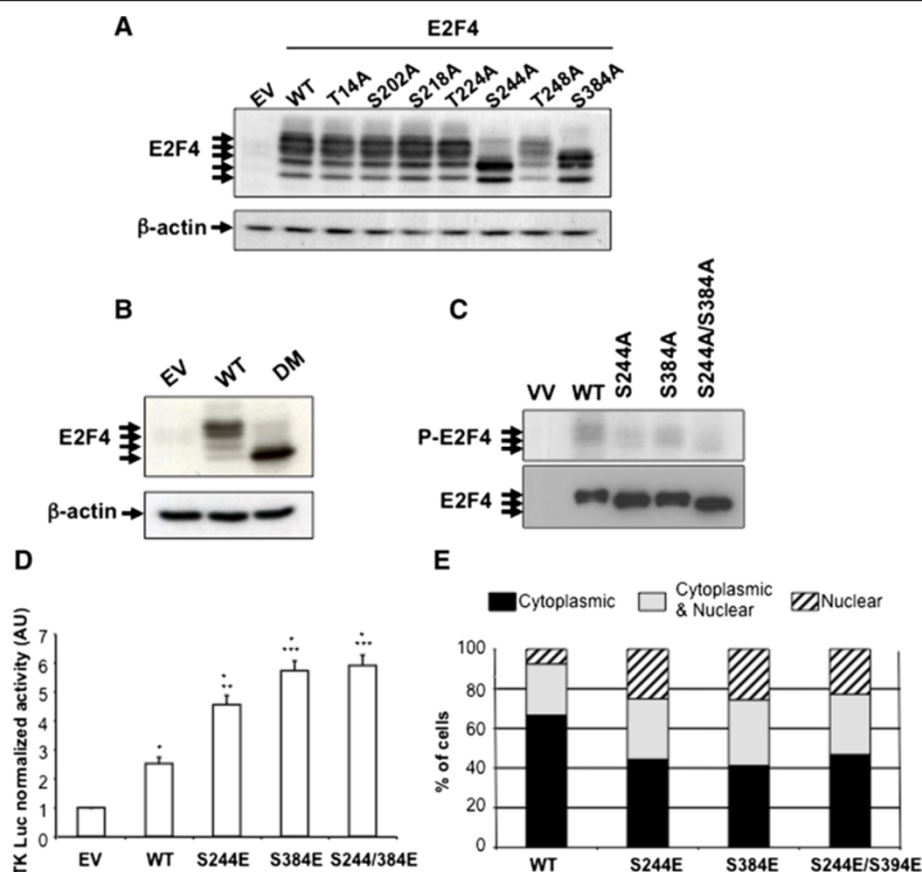 A
E2F4
EV WT T14A S202A S218A T224A S244A T248A S384A
E2F4
β-actin
B
EV WT DM
E2F4
β-actin
C
VV WT S244A S384A S244A/S384A
P-E2F4
E2F4
D
TK Luc normalized activity (AU)
7
6
5
4
3
2
1
0
*
*
**
*
***
*
***
EV WT S244E S384E S244/384E
E
Cytoplasmic
Cytoplasmic
& Nuclear
Nuclear
% of cells
100
80
60
40
20
0
WT S244E S384E S244E/S394E